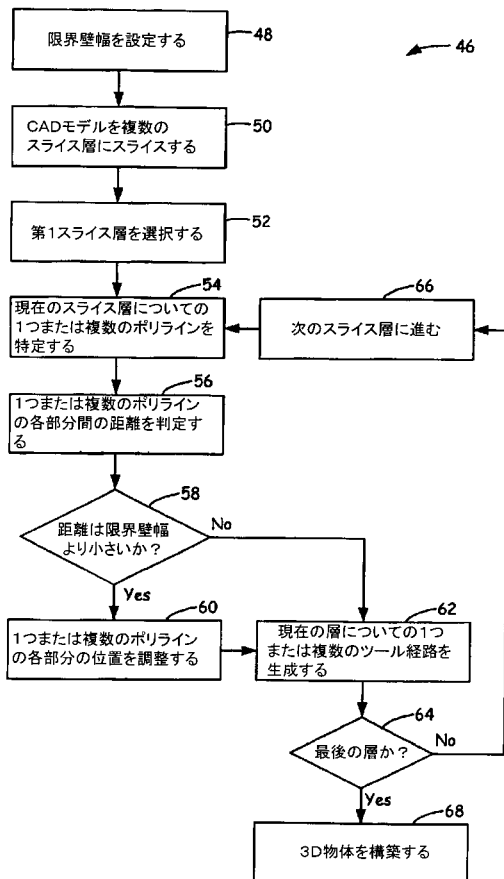 限界壁幅を設定する
48
46
CADモデルを複数の
スライス層にスライスする
50
第1スライス層を選択する
52
54
現在のスライス層についての
1つまたは複数のポリラインを
特定する
66
次のスライス層に進む
56
1つまたは複数のポリライン
の各部分間の距離を判定す
る
58
距離は限界壁幅
より小さいか?
No
Yes
60
1つまたは複数のポリライン
の各部分の位置を調整する
62
現在の層についての1つ
または複数のツール経路を
生成する
64
最後の層か?
No
Yes
68
3D物体を構築する